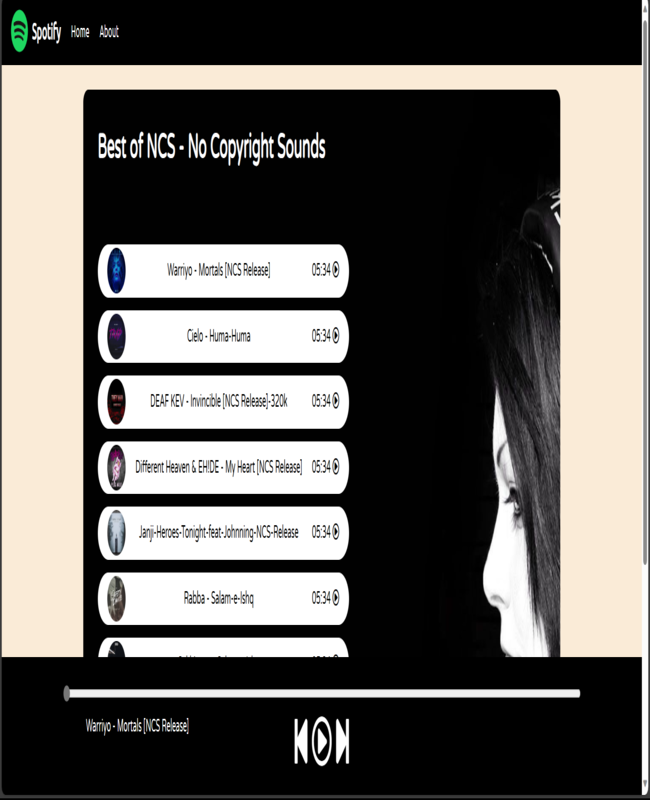 Spotify Home About
Best of NCS - No Copyright Sounds
Warriyo - Mortals [NCS Release] 05:34
Cielo - Huma-Huma 05:34
DEAF KEV - Invincible [NCS Release]-320k 05:34
Different Heaven & EH!DE - My Heart [NCS Release] 05:34
Janji-Heroes-Tonight-feat-Johnning-NCS-Release 05:34
Rabba - Salam-e-Ishq 05:34
Warriyo - Mortals [NCS Release]